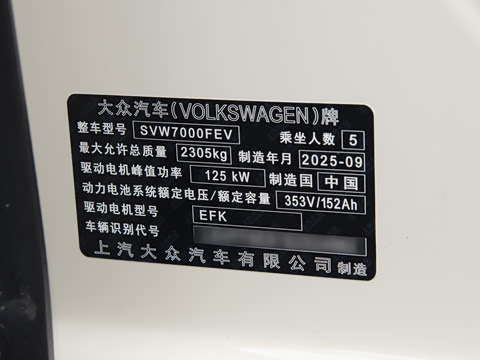 大众汽车(VOLKSWAGEN)牌
整车型号 SVW7000FEV 乘坐人数 5
最大允许总质量 2305kg 制造年月 2025-09
驱动电机峰值功率 125 kW 制造国 中国
动力电池系统额定电压/额定容量 353V/152Ah
驱动电机型号 EFK
车辆识别代号
上汽大众汽车有限公司 制造